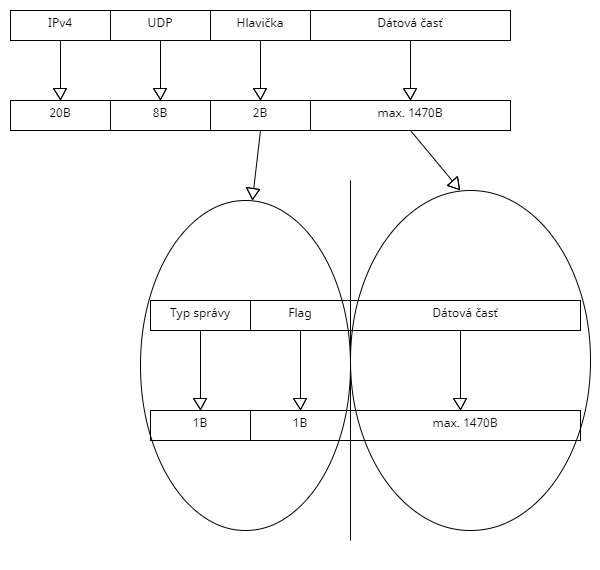 IPv4 UDP Hlavička Dátová časť
20B 8B 2B max. 1470B
Typ správy Flag Dátová časť
1B 1B max. 1470B